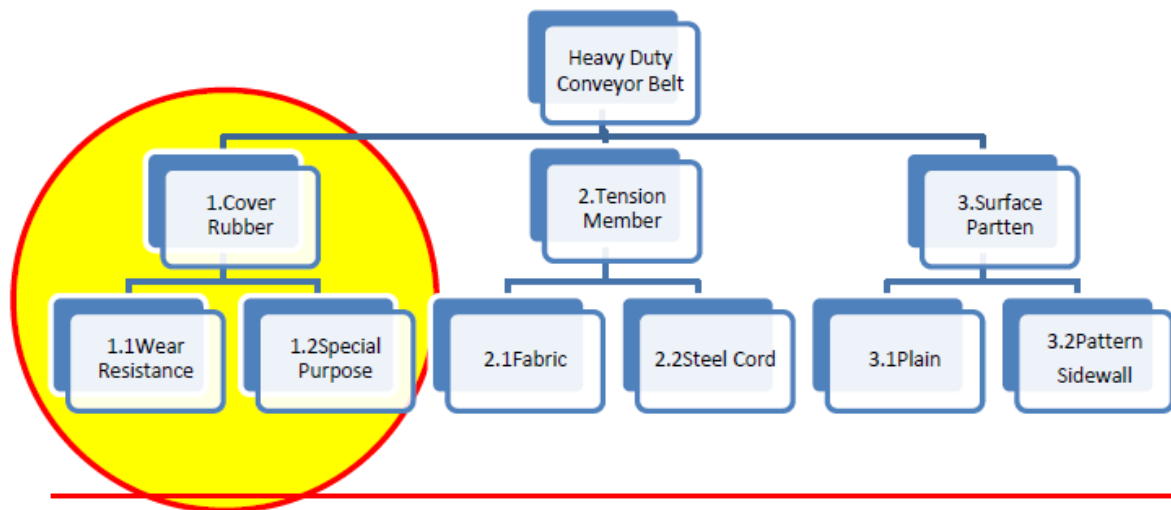 Heavy Duty
Conveyor Belt
1.Cover
Rubber
2.Tension
Member
3.Surface
Partten
1.1Wear
Resistance
1.2Special
Purpose
2.1Fabric
2.2Steel Cord
3.1Plain
3.2Pattern
Sidewall